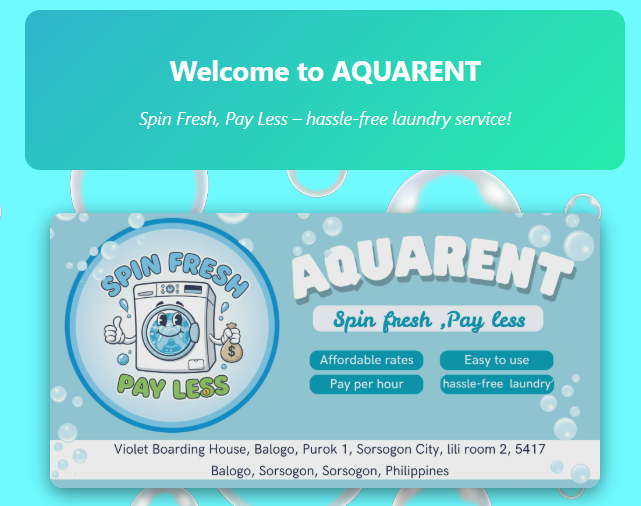 Welcome to AQUARENT
Spin Fresh, Pay Less – hassle-free laundry service!
SPIN FRESH
$
PAY LESS
AQUARENT
Spin fresh ,Pay less
Affordable rates
Easy to use
Pay per hour
hassle-free laundry
Violet Boarding House, Balogo, Purok 1, Sorsogon City, lili room 2, 5417
Balogo, Sorsogon, Sorsogon, Philippines